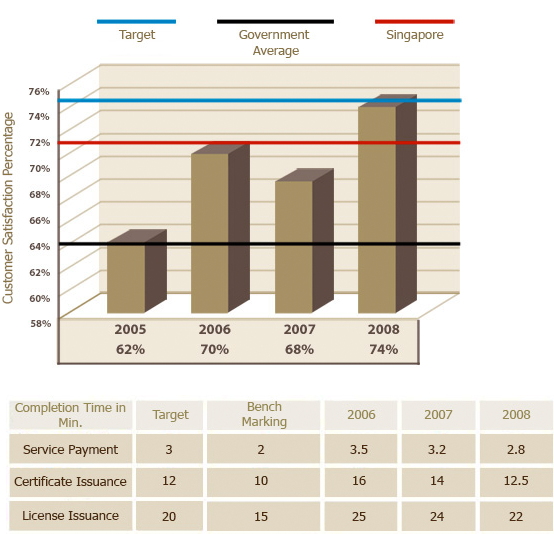 Target Government Average Singapore
76%
74%
72%
70%
68%
66%
64%
62%
60%
58%
Customer Satisfaction Percentage
2005 2006 2007 2008
62% 70% 68% 74%
Completion Time in Min. Target Bench Marking 2006 2007 2008
Service Payment 3 2 3.5 3.2 2.8
Certificate Issuance 12 10 16 14 12.5
License Issuance 20 15 25 24 22